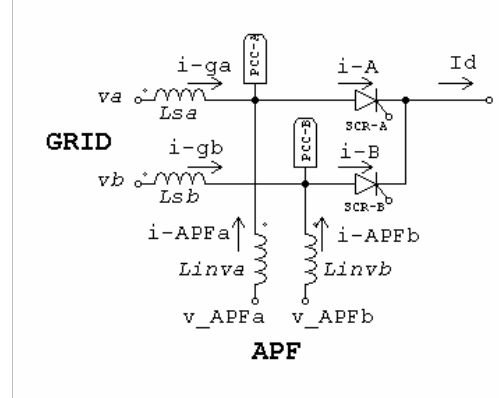 PCC-A
i-ga
i-A
Id
va
Lsa
SCR-A
GRID
i-gb
PCC-B
i-B
vb
Lsb
SCR-B
i-APFa
i-APFb
Linva
Linvb
v_APFa
v_APFb
APF